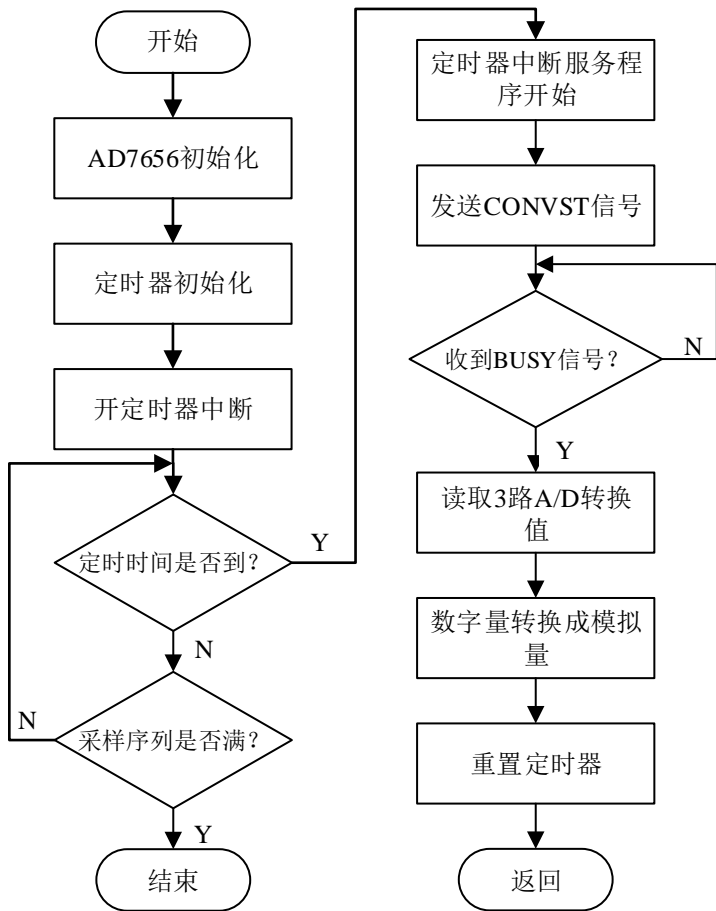 开始
AD7656初始化
定时器初始化
开定时器中断
定时时间是否到?
Y
N
采样序列是否满?
N
Y
结束
定时器中断服务程
序开始
发送CONVST信号
收到BUSY信号?
N
Y
读取3路A/D转换
值
数字量转换成模拟
量
重置定时器
返回